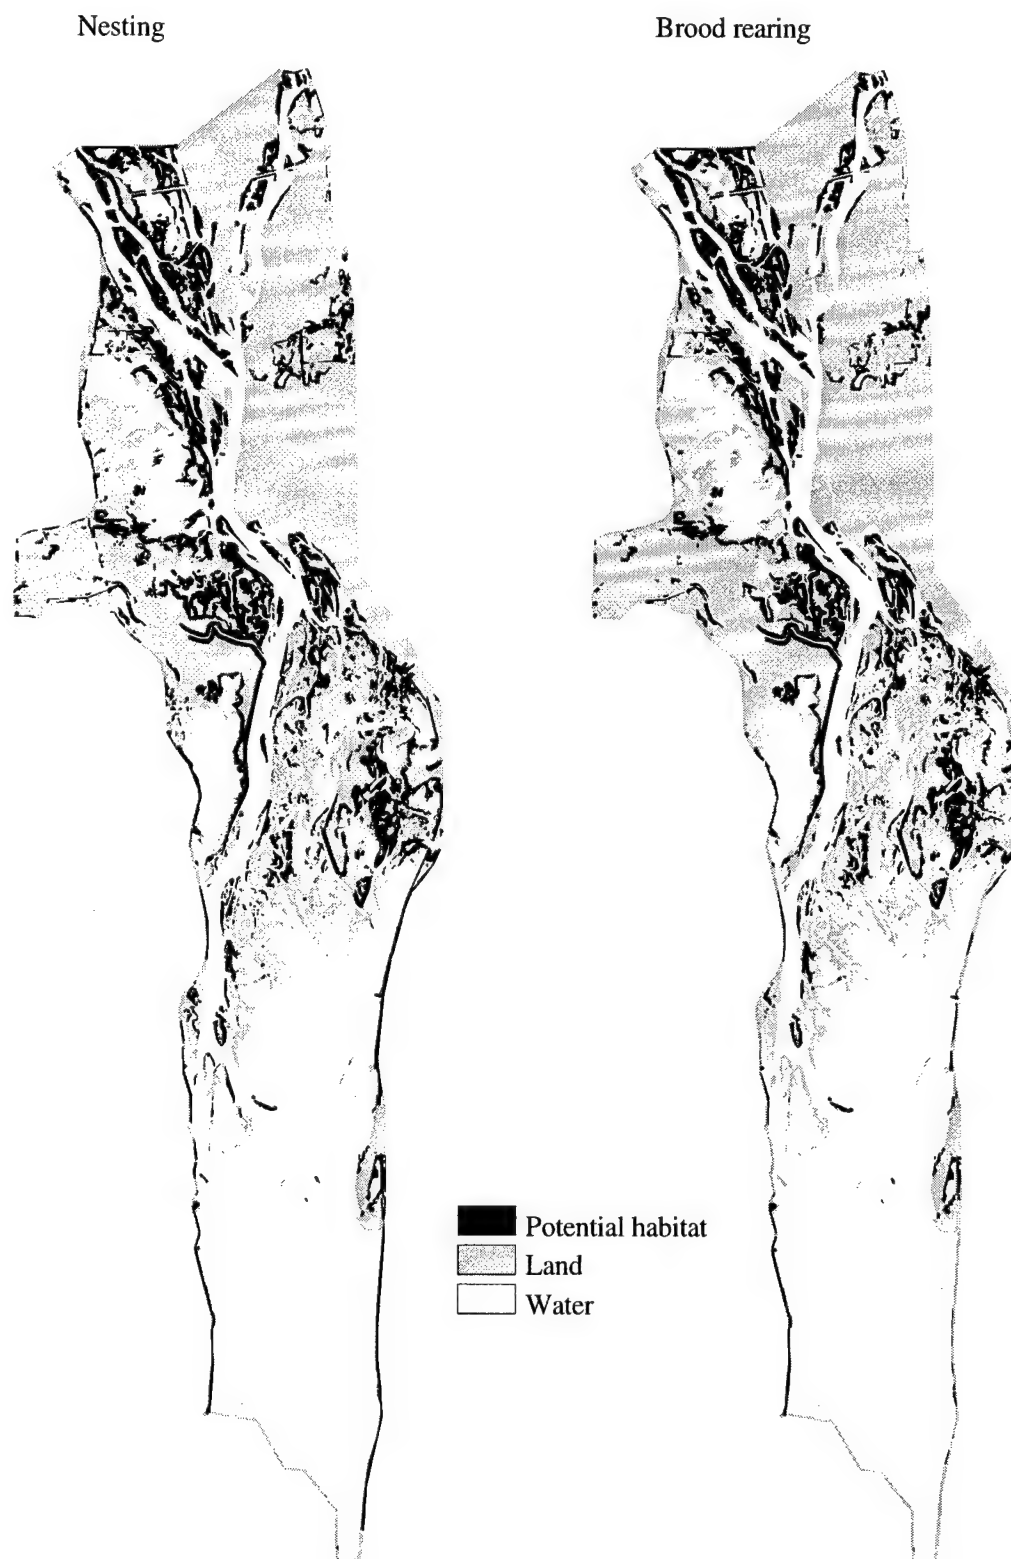 Nesting
Brood rearing
Potential habitat
Land
Water